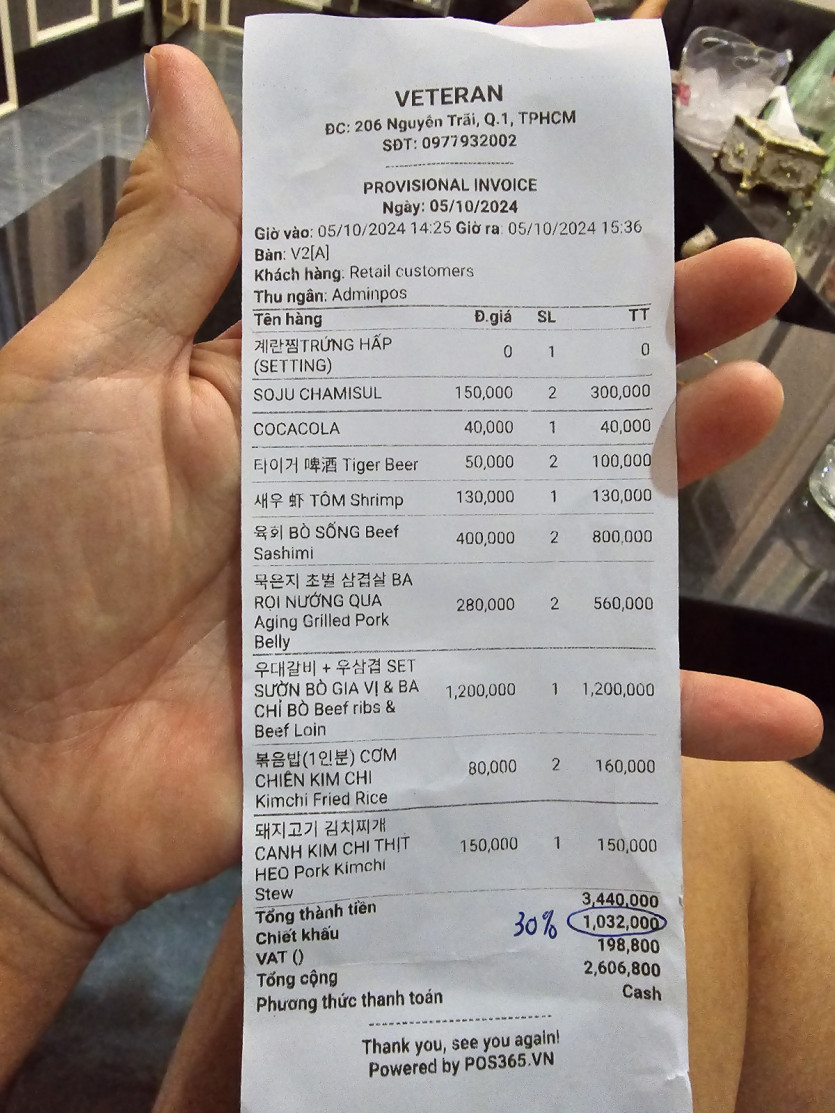 VETERAN
ĐC: 206 Nguyễn Trãi, Q.1, TPHCM
SĐT: 0977932002
PROVISIONAL INVOICE
Ngày: 05/10/2024
Giờ vào: 05/10/2024 14:25 Giờ ra: 05/10/2024 15:36
Bàn: V2[A]
Khách hàng: Retail customers
Thu ngân: Adminpos
Tên hàng Đ.giá SL TT
계란찜TRỨNG HẤP
(SETTING) 0 1 0
SOJU CHAMISUL 150,000 2 300,000
COCACOLA 40,000 1 40,000
타이거 啤酒 Tiger Beer 50,000 2 100,000
새우 虾 TÔM Shrimp 130,000 1 130,000
육회 BÒ SỐNG Beef
Sashimi 400,000 2 800,000
묵은지 초벌 삼겹살 BA
RỌI NƯỚNG QUA 280,000 2 560,000
Aging Grilled Pork
Belly
우대갈비 + 우삼겹 SET
SƯỜN BÒ GIA VỊ & BA 1,200,000 1 1,200,000
CHỈ BÒ Beef ribs &
Beef Loin
볶음밥(1인분) CƠM
CHIÊN KIM CHI 80,000 2 160,000
Kimchi Fried Rice
돼지고기 김치찌개
CANH KIM CHI THỊT 150,000 1 150,000
HEO Pork Kimchi
Stew
Tổng thành tiền 3,440,000
Chiết khấu 30% 1,032,000
VAT () 198,800
Tổng cộng 2,606,800
Phương thức thanh toán Cash
Thank you, see you again!
Powered by POS365.VN